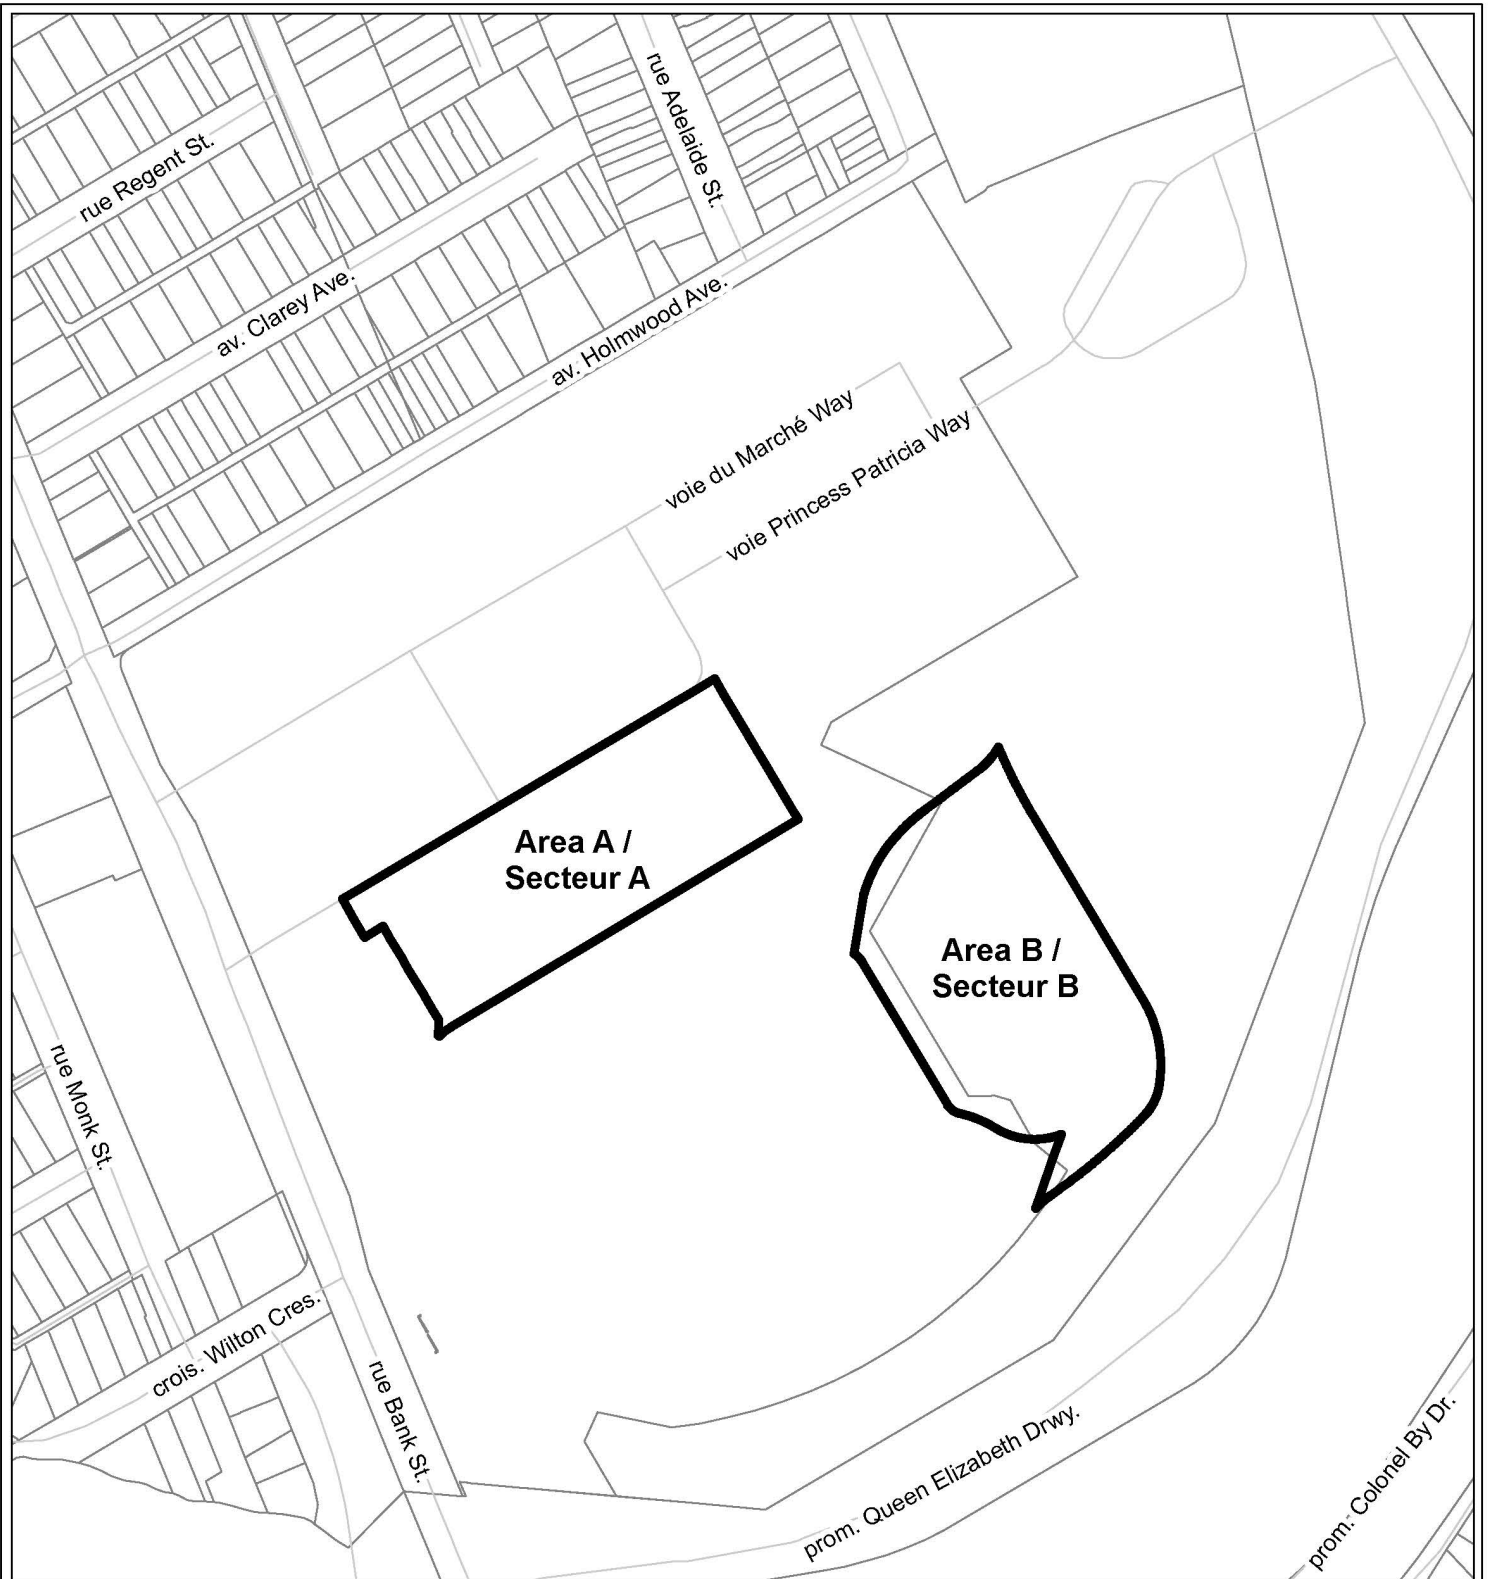 rue Adelaide St.
rue Regent St.
av. Clarey Ave.
av. Holmwood Ave.
voie du Marché Way
voie Princess Patricia Way
Area A /
Secteur A
Area B /
Secteur B
rue Monk St.
crois. Wilton Cres.
rue Bank St.
prom. Queen Elizabeth Drwy.
prom. Colonel By Dr.